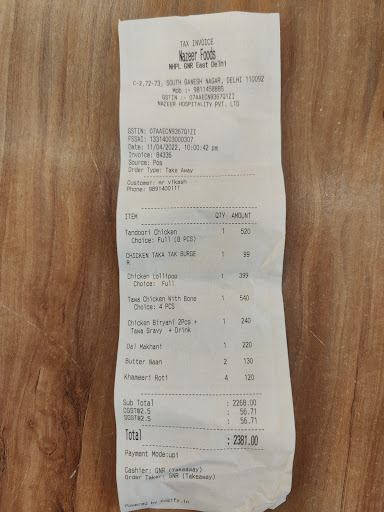 TAX INVOICE
Nazeer Foods
NHPL GNR East Delhi
C-2,72-73, SOUTH GANESH NAGAR, DELHI 110092
Mob :- 9811458885
GSTIN :- 07AAECN9367Q1ZI
NAZEER HOSPITALITY PVT. LTD
GSTIN: 07AAECN9367Q1ZI
FSSAI: 13314003000307
Date: 11/04/2022, 10:00:42 pm
Invoice: 84336
Source: Pos
Order Type: Take Away
Customer: mr vikash
Phone: 9891400111
ITEM QTY AMOUNT
Tandoori Chicken 1 520
Choice: Full (8 PCS)
CHICKEN TAKA TAK BURGE 1 99
R
Chicken Lollipop 1 399
Choice: Full
Tawa Chicken With Bone 1 540
Choice: 4 PCS
Chicken Biryani 2Pcs + 1 240
Tawa Gravy + Drink
Dal Makhani 1 220
Butter Naan 2 130
Khameeri Roti 4 120
Sub Total : 2268.00
CGST@2.5 : 56.71
SGST@2.5 : 56.71
Total : 2381.00
Payment Mode:upi
Cashier: GNR (Takeaway)
Order Taker: GNR (Takeaway)
Powered by